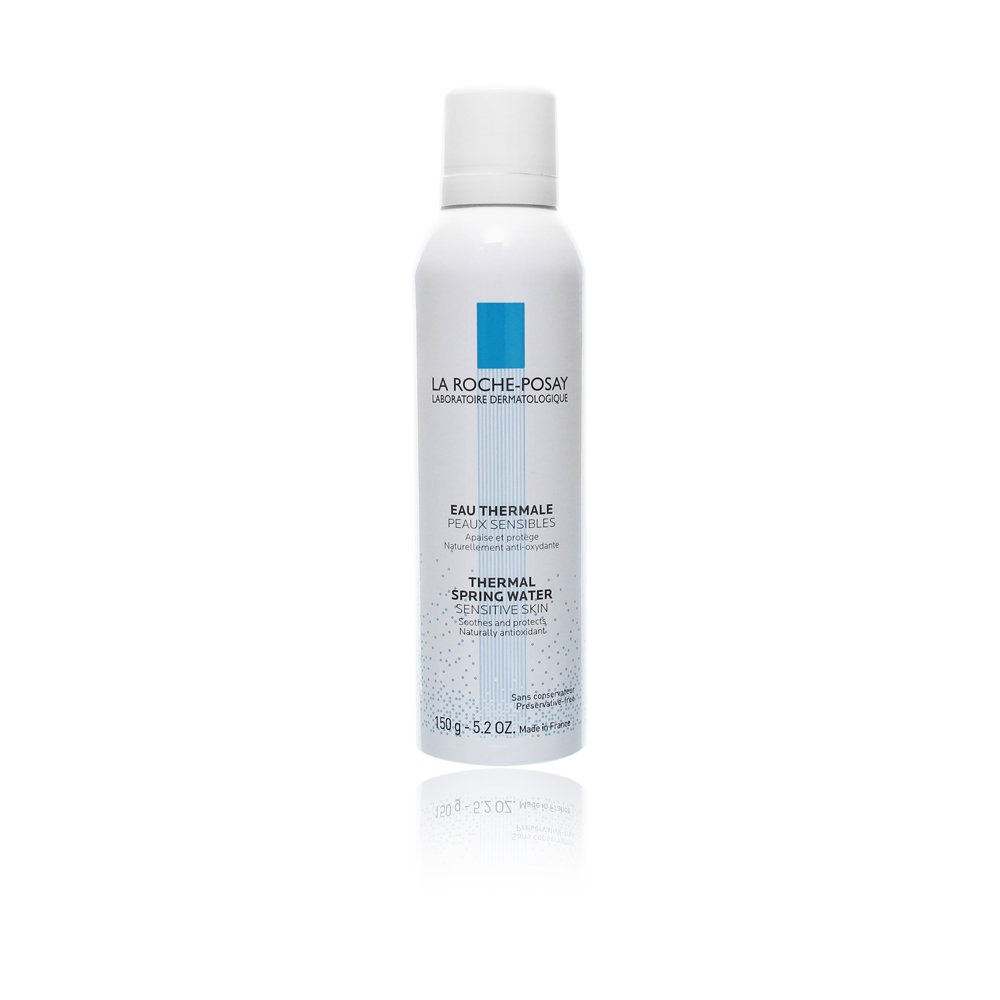 LA ROCHE-POSAY
LABORATOIRE DERMATOLOGIQUE
EAU THERMALE
PEAUX SENSIBLES
Apaise et protège
Naturellement anti-oxydante
THERMAL
SPRING WATER
SENSITIVE SKIN
Soothes and protects
Naturally antioxidant
Sans conservateur
Preservative-free
150 g - 5.2 OZ. Made in France